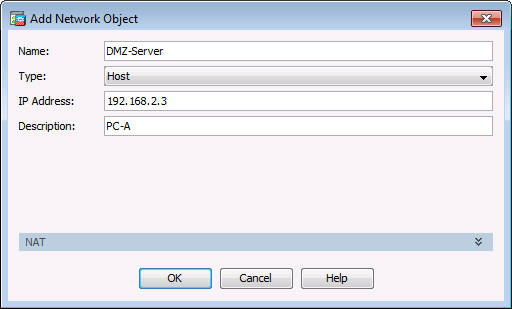 Add Network Object
Name: DMZ-Server
Type: Host
IP Address: 192.168.2.3
Description: PC-A
NAT
OK Cancel Help